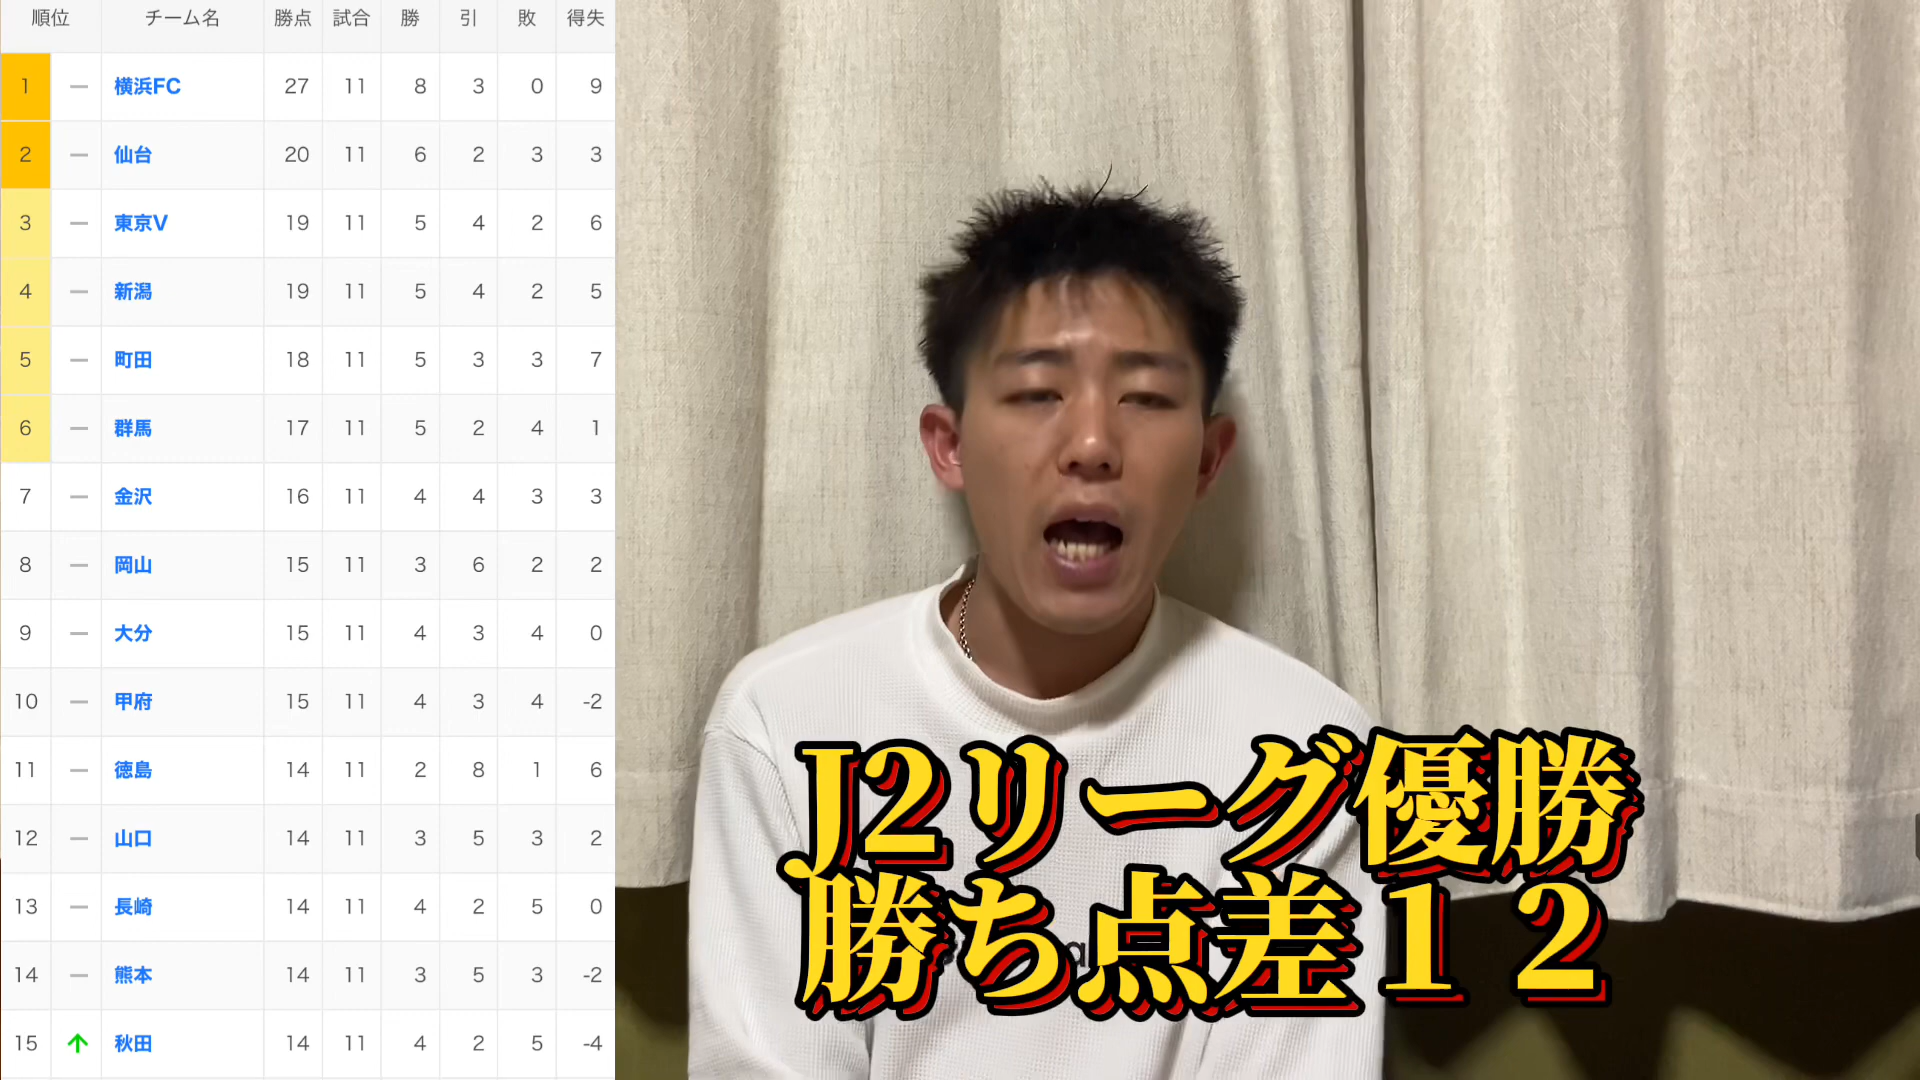 順位 チーム名 勝点 試合 勝 引 敗 得失
1 — 横浜FC 27 11 8 3 0 9
2 — 仙台 20 11 6 2 3 3
3 — 東京V 19 11 5 4 2 6
4 — 新潟 19 11 5 4 2 5
5 — 町田 18 11 5 3 3 7
6 — 群馬 17 11 5 2 4 1
7 — 金沢 16 11 4 4 3 3
8 — 岡山 15 11 3 6 2 2
9 — 大分 15 11 4 3 4 0
10 — 甲府 15 11 4 3 4 -2
11 — 徳島 14 11 2 8 1 6
12 — 山口 14 11 3 5 3 2
13 — 長崎 14 11 4 2 5 0
14 — 熊本 14 11 3 5 3 -2
15 ↑ 秋田 14 11 4 2 5 -4
J2リーグ優勝
勝ち点差12